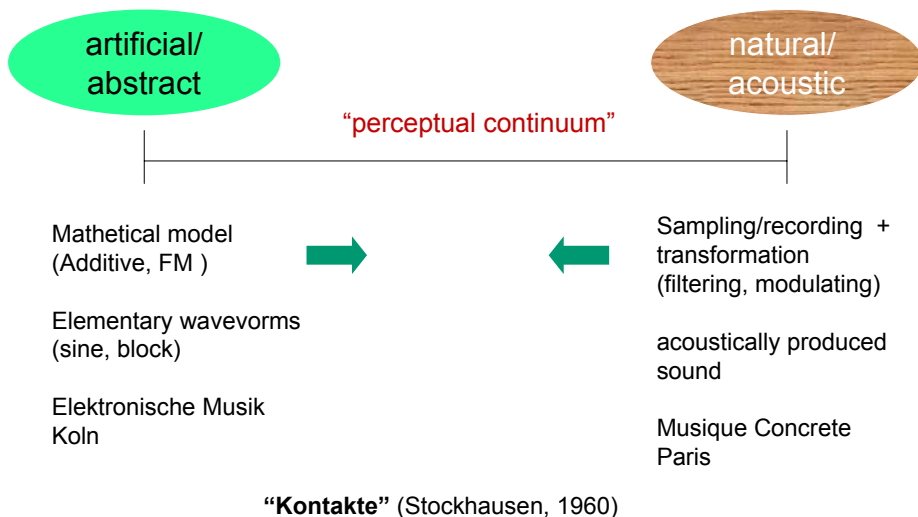 artificial/
abstract
natural/
acoustic
“perceptual continuum”
Mathetical model
(Additive, FM )
Elementary wavevorms
(sine, block)
Elektronische Musik
Koln
Sampling/recording +
transformation
(filtering, modulating)
acoustically produced
sound
Musique Concrete
Paris
“Kontakte” (Stockhausen, 1960)